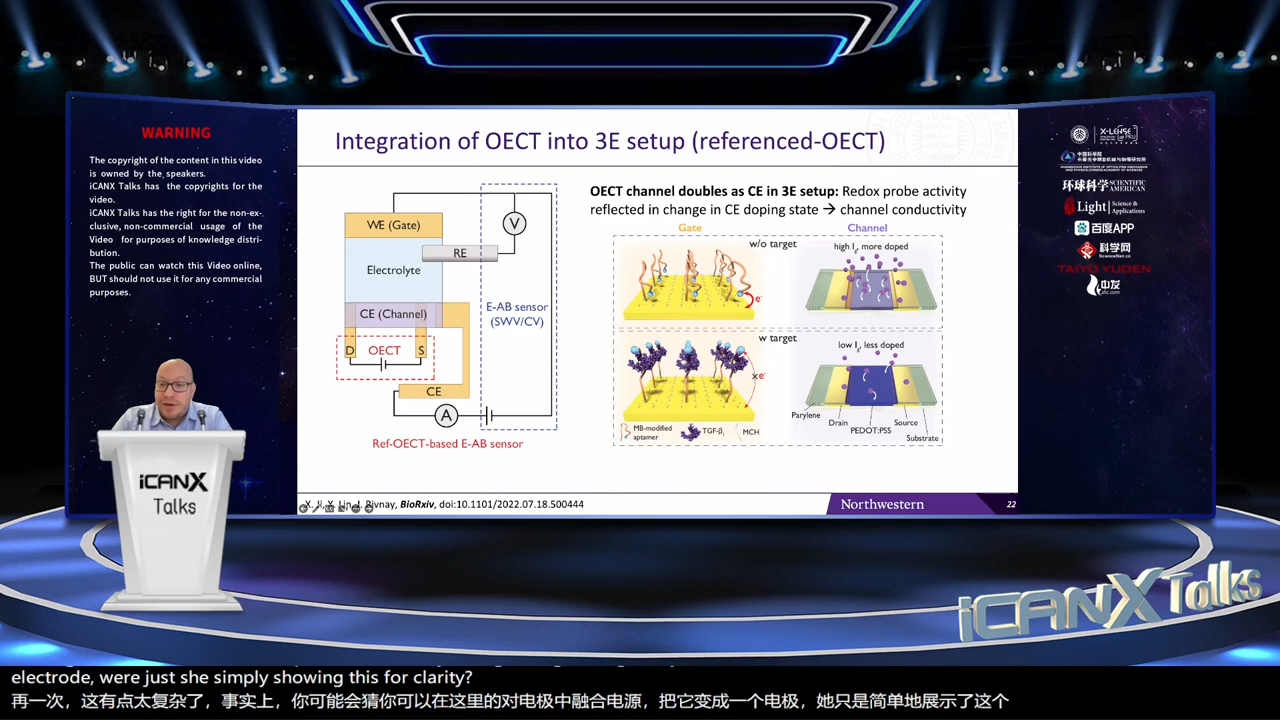 WARNING
The copyright of the content in this video
is owned by the speakers.
iCANX Talks has the copyrights for the
video.
iCANX Talks has the right for the non-ex-
clusive, non-commercial usage of the
Video for purposes of knowledge distri-
bution.
The public can watch this Video online,
BUT should not use it for any commercial
purposes.
iCANX
Talks
Integration of OECT into 3E setup (referenced-OECT)
WE (Gate)
V
RE
Electrolyte
E-AB sensor
(SWV/CV)
CE (Channel)
D
OECT
S
CE
A
Ref-OECT-based E-AB sensor
OECT channel doubles as CE in 3E setup: Redox probe activity
reflected in change in CE doping state → channel conductivity
Gate
Channel
w/o target
high I
, more doped
e-
w target
low I
, less doped
e-
MB-modified
aptamer
TGF-β₁
MCH
Parylene
Drain
PEDOT:PSS
Source
Substrate
Rivnay, BioRxiv, doi:10.1101/2022.07.18.500444
Northwestern
22
X-LENSE
环球科学 SCIENTIFIC AMERICAN
Light Science & Applications
百度APP
科学网
ScienceNet.cn
TAIYO YUDEN
中友
iCANX Talks
electrode, were just she simply showing this for clarity?
再一次，这有点太复杂了，事实上，你可能会猜你可以在这里的对电极中融合电源，把它变成一个电极，她只是简单地展示了这个